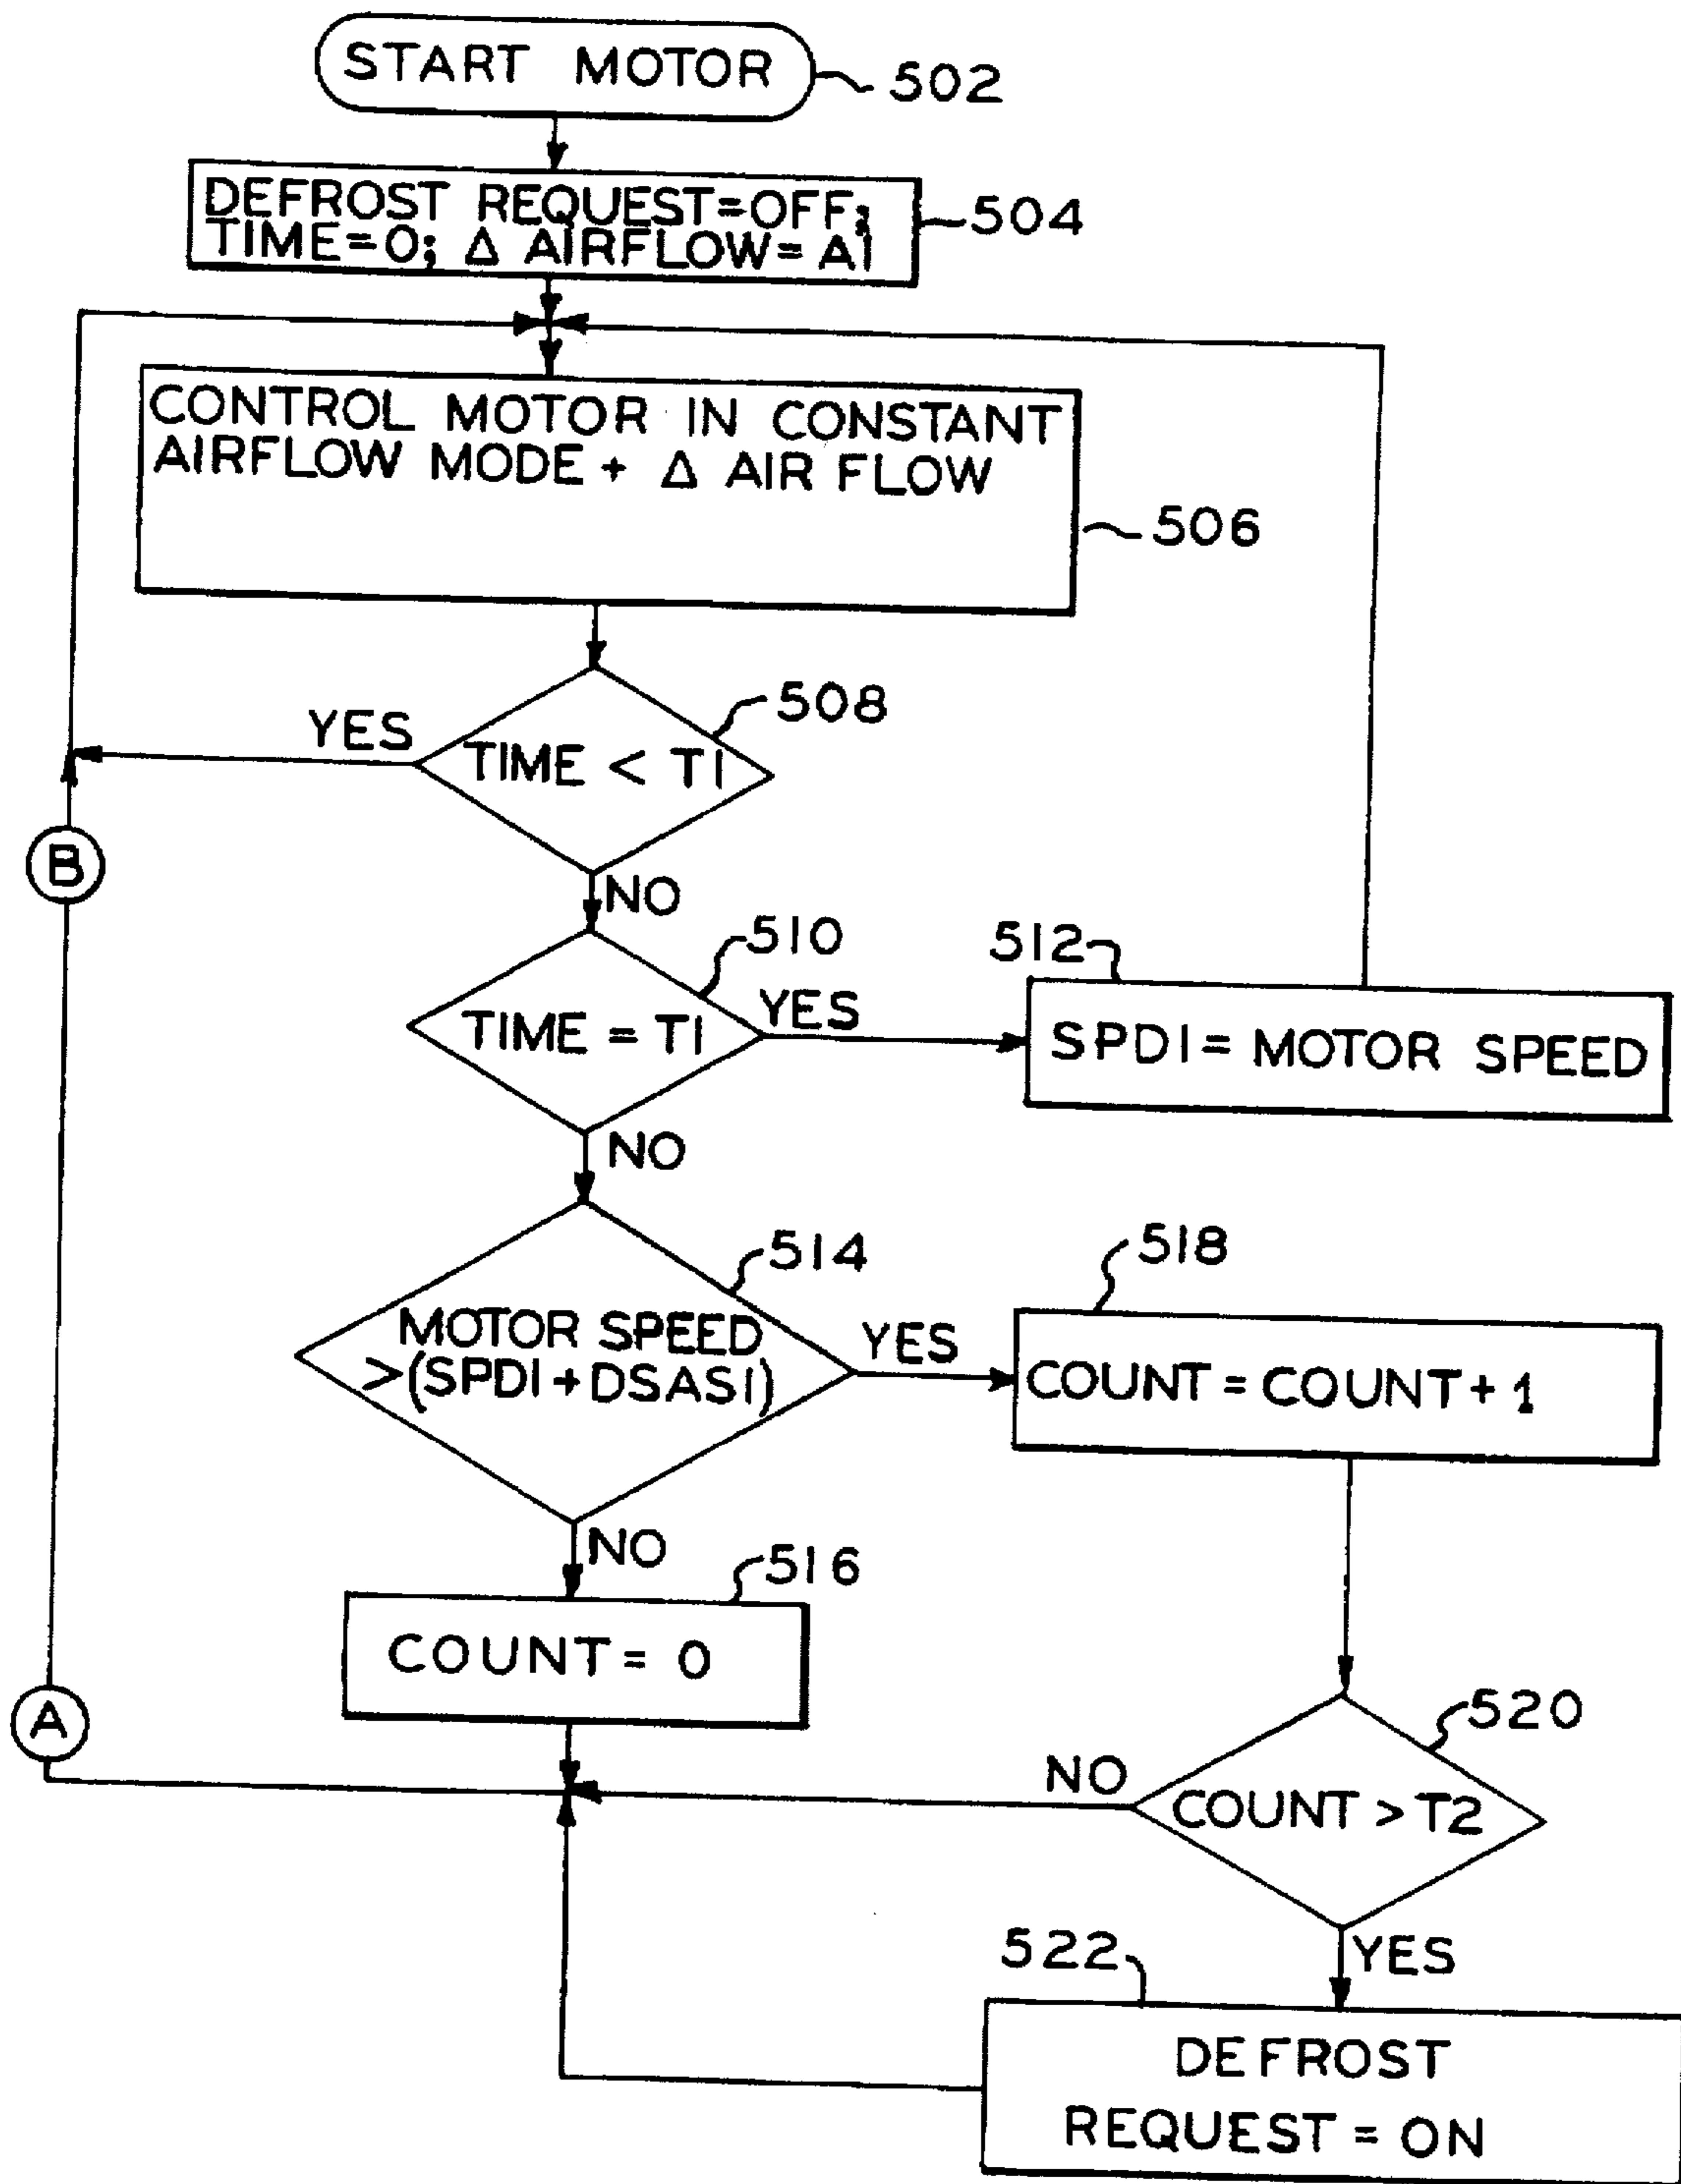 START MOTOR
502
DEFROST REQUEST=OFF;
TIME=0; Δ AIRFLOW= A1
504
CONTROL MOTOR IN CONSTANT
AIRFLOW MODE + Δ AIR FLOW
506
508
YES
TIME < T1
B
NO
510
512
TIME = T1
YES
SPD1= MOTOR SPEED
NO
514
518
MOTOR SPEED
>(SPD1+DSAS1)
YES
COUNT = COUNT+ 1
NO
516
COUNT= 0
A
520
NO
COUNT > T2
YES
522
DEFROST
REQUEST = ON